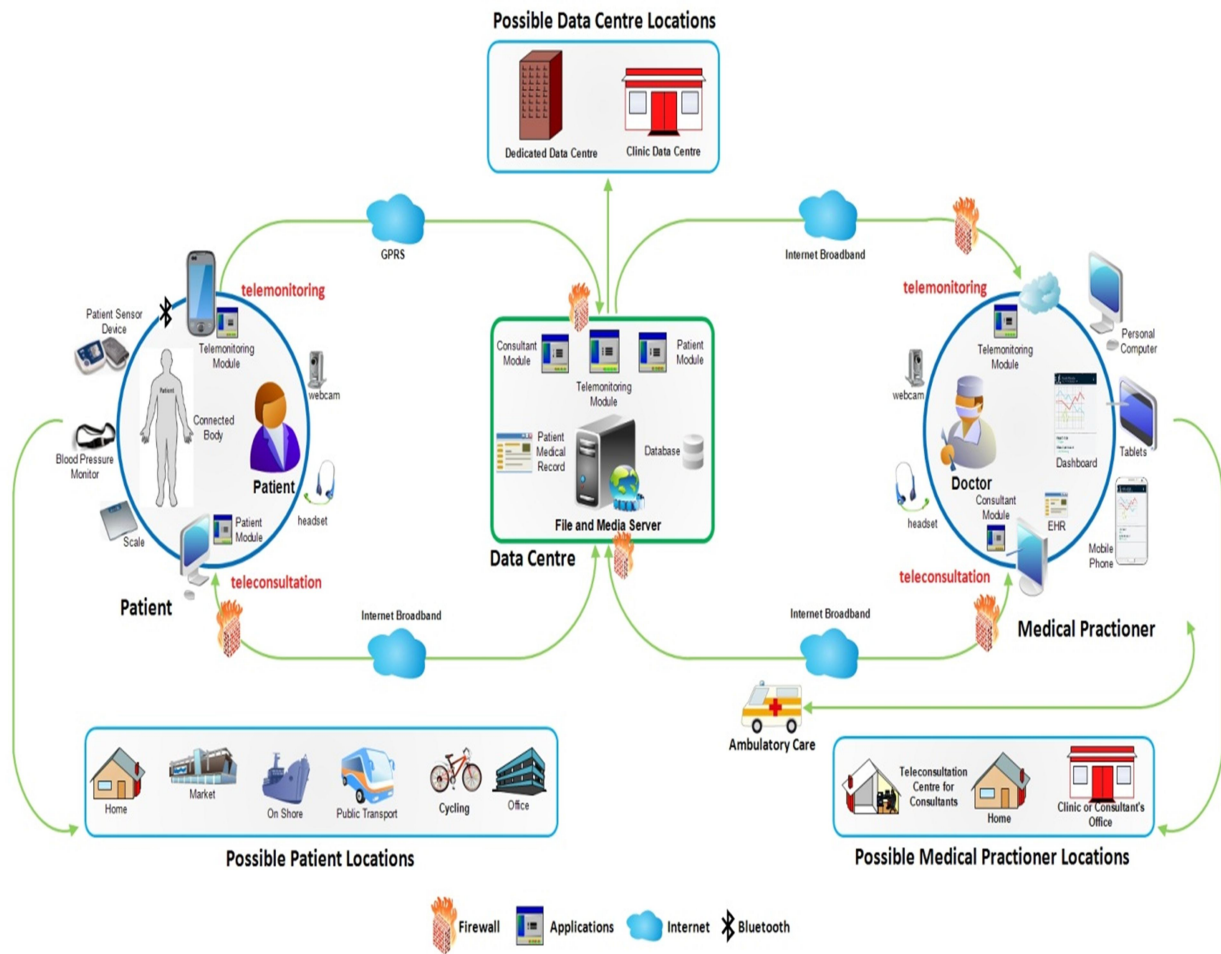 Possible Data Centre Locations
Dedicated Data Centre
Clinic Data Centre
GPRS
Internet Broadband
telemonitoring
telemonitoring
Patient Sensor
Device
Telemonitoring
Module
webcam
Patient
Connected
Body
Blood Pressure
Monitor
Patient
headset
Scale
Patient
Module
teleconsultation
Patient
Consultant
Module
Telemonitoring
Module
Patient
Module
Patient
Medical
Record
Database
File and Media Server
Data Centre
Telemonitoring
Module
Personal
Computer
webcam
Dashboard
Tablets
Doctor
headset
Consultant
Module
EHR
Mobile
Phone
teleconsultation
Medical Practioner
Internet Broadband
Internet Broadband
Ambulatory Care
Home
Market
On Shore
Public Transport
Cycling
Office
Possible Patient Locations
Teleconsultation
Centre for
Consultants
Home
Clinic or Consultant's
Office
Possible Medical Practioner Locations
Firewall
Applications
Internet
Bluetooth